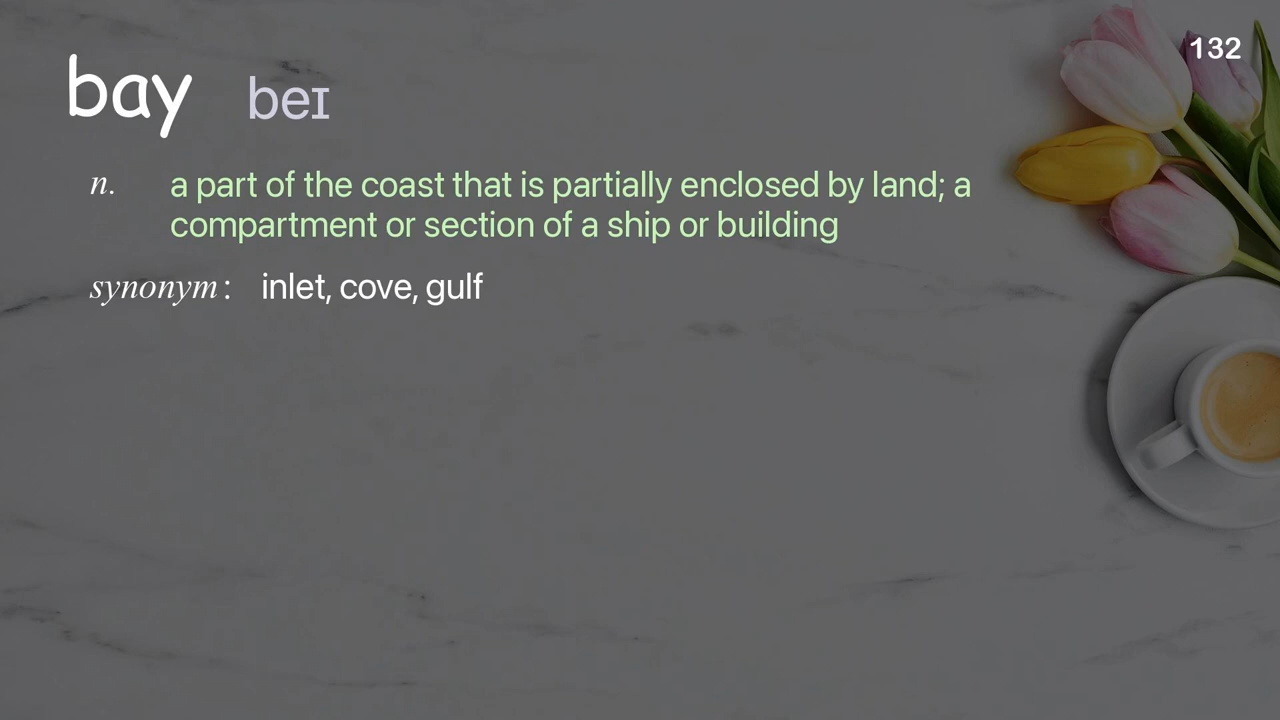 132
bay beɪ
n. a part of the coast that is partially enclosed by land; a
compartment or section of a ship or building
synonym: inlet, cove, gulf